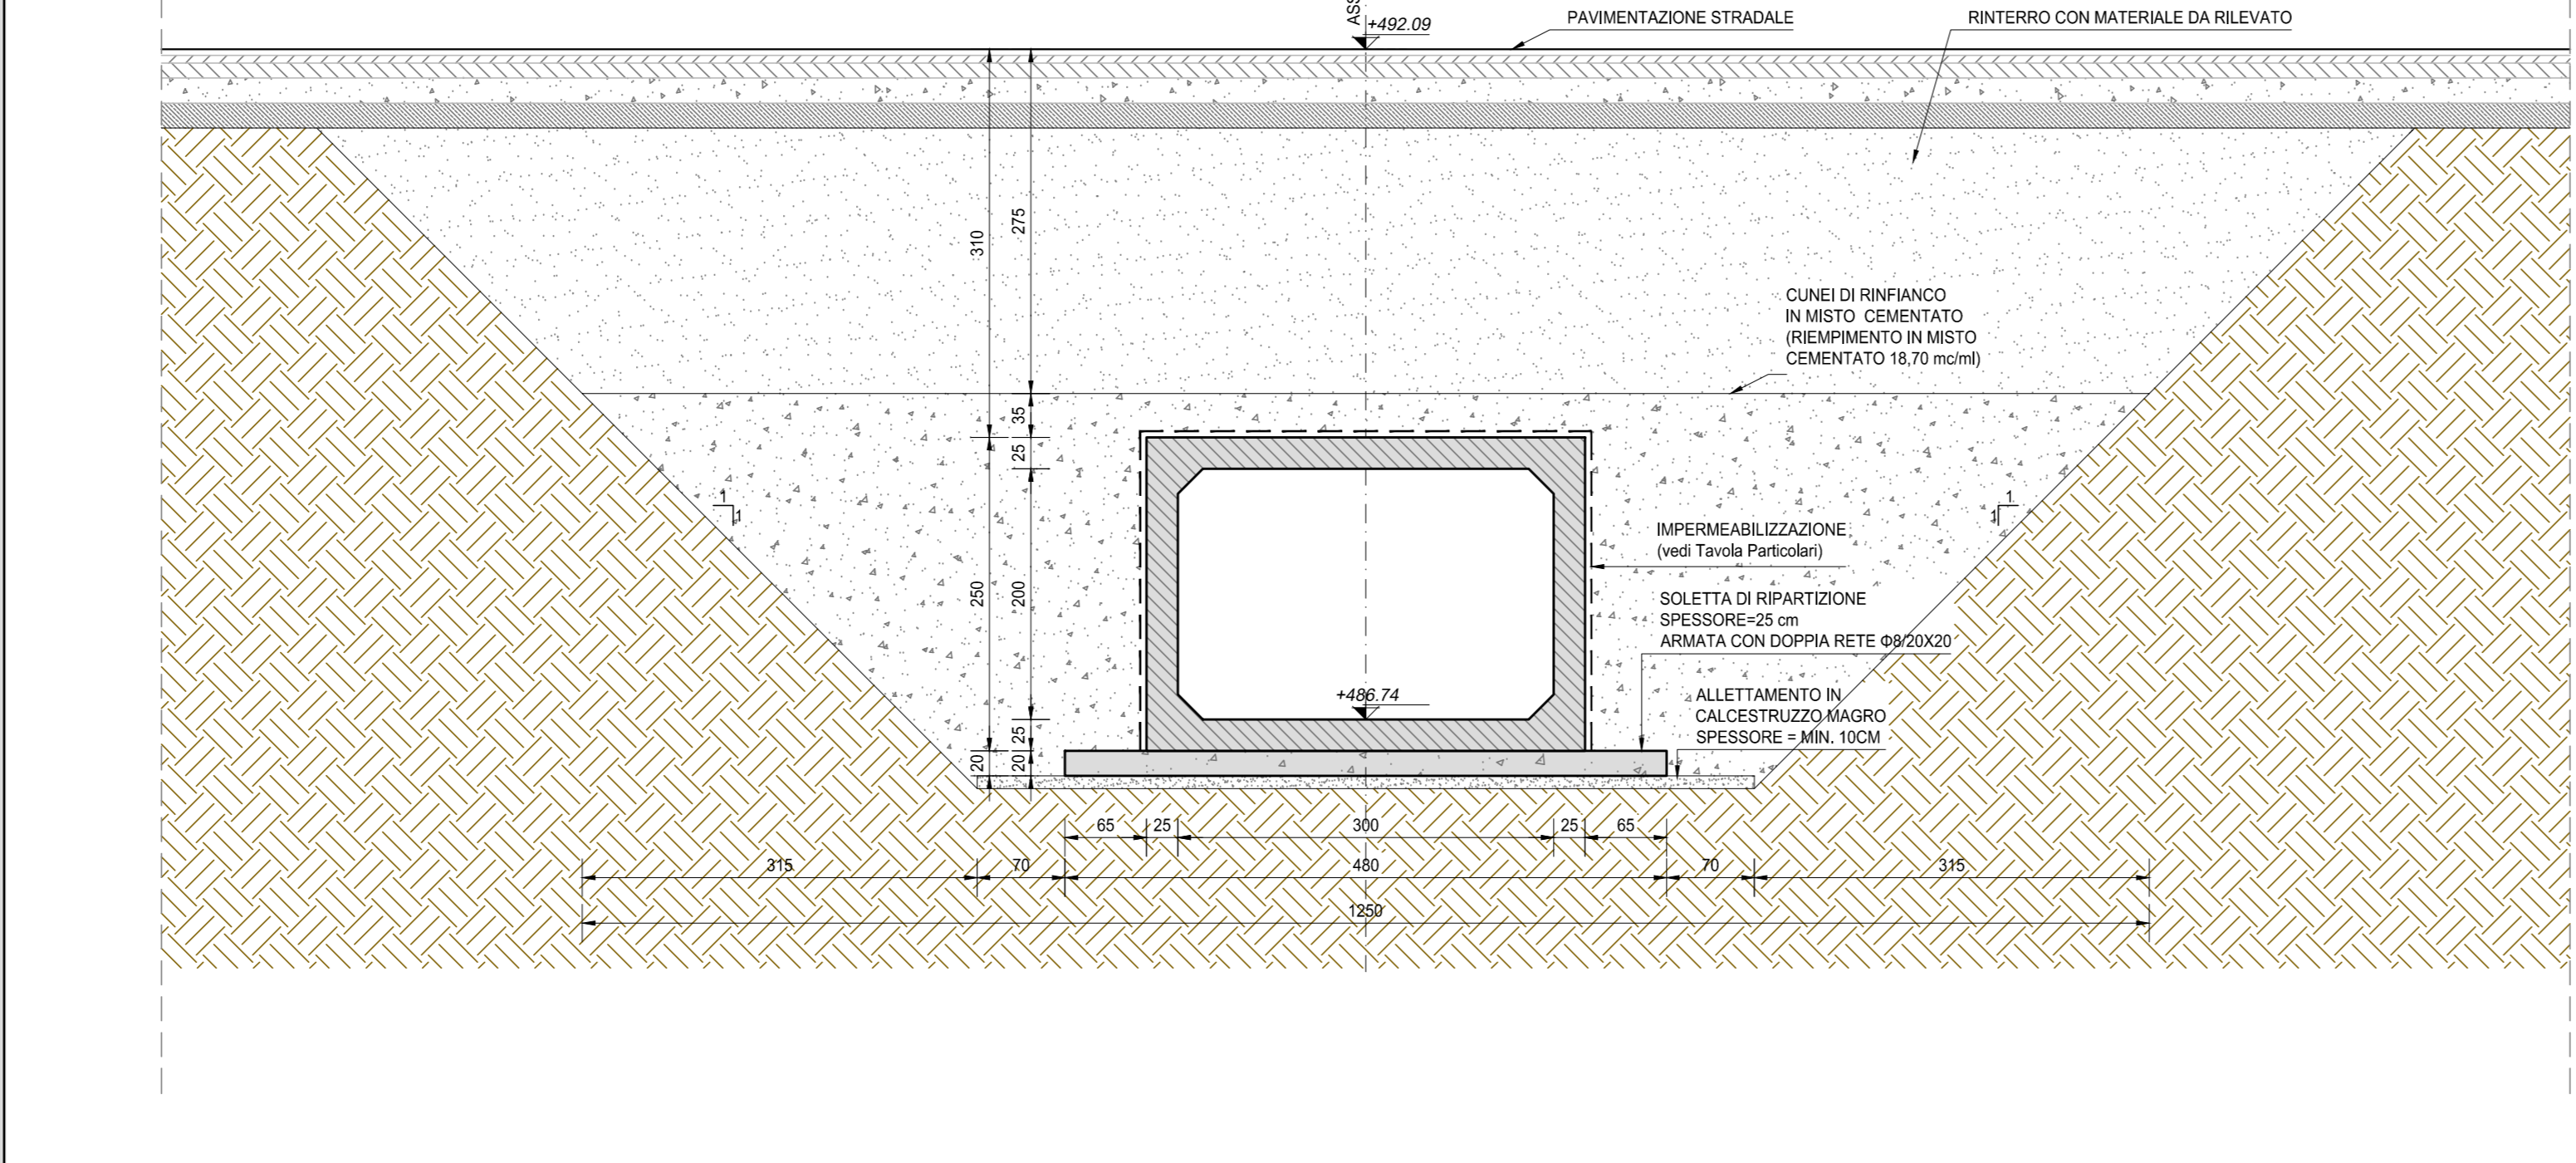 ASS
+492.09
PAVIMENTAZIONE STRADALE
RINTERRO CON MATERIALE DA RILEVATO
310
275
CUNEI DI RINFIANCO
IN MISTO CEMENTATO
(RIEMPIMENTO IN MISTO
CEMENTATO 18,70 mc/ml)
35
25
1
1
1
1
IMPERMEABILIZZAZIONE
(vedi Tavola Particolari)
250
200
SOLETTA DI RIPARTIZIONE
SPESSORE=25 cm
ARMATA CON DOPPIA RETE Φ8/20X20
+486.74
ALLETTAMENTO IN
CALCESTRUZZO MAGRO
SPESSORE = MIN. 10CM
25
20
20
65
25
300
25
65
315
70
480
70
315
1250